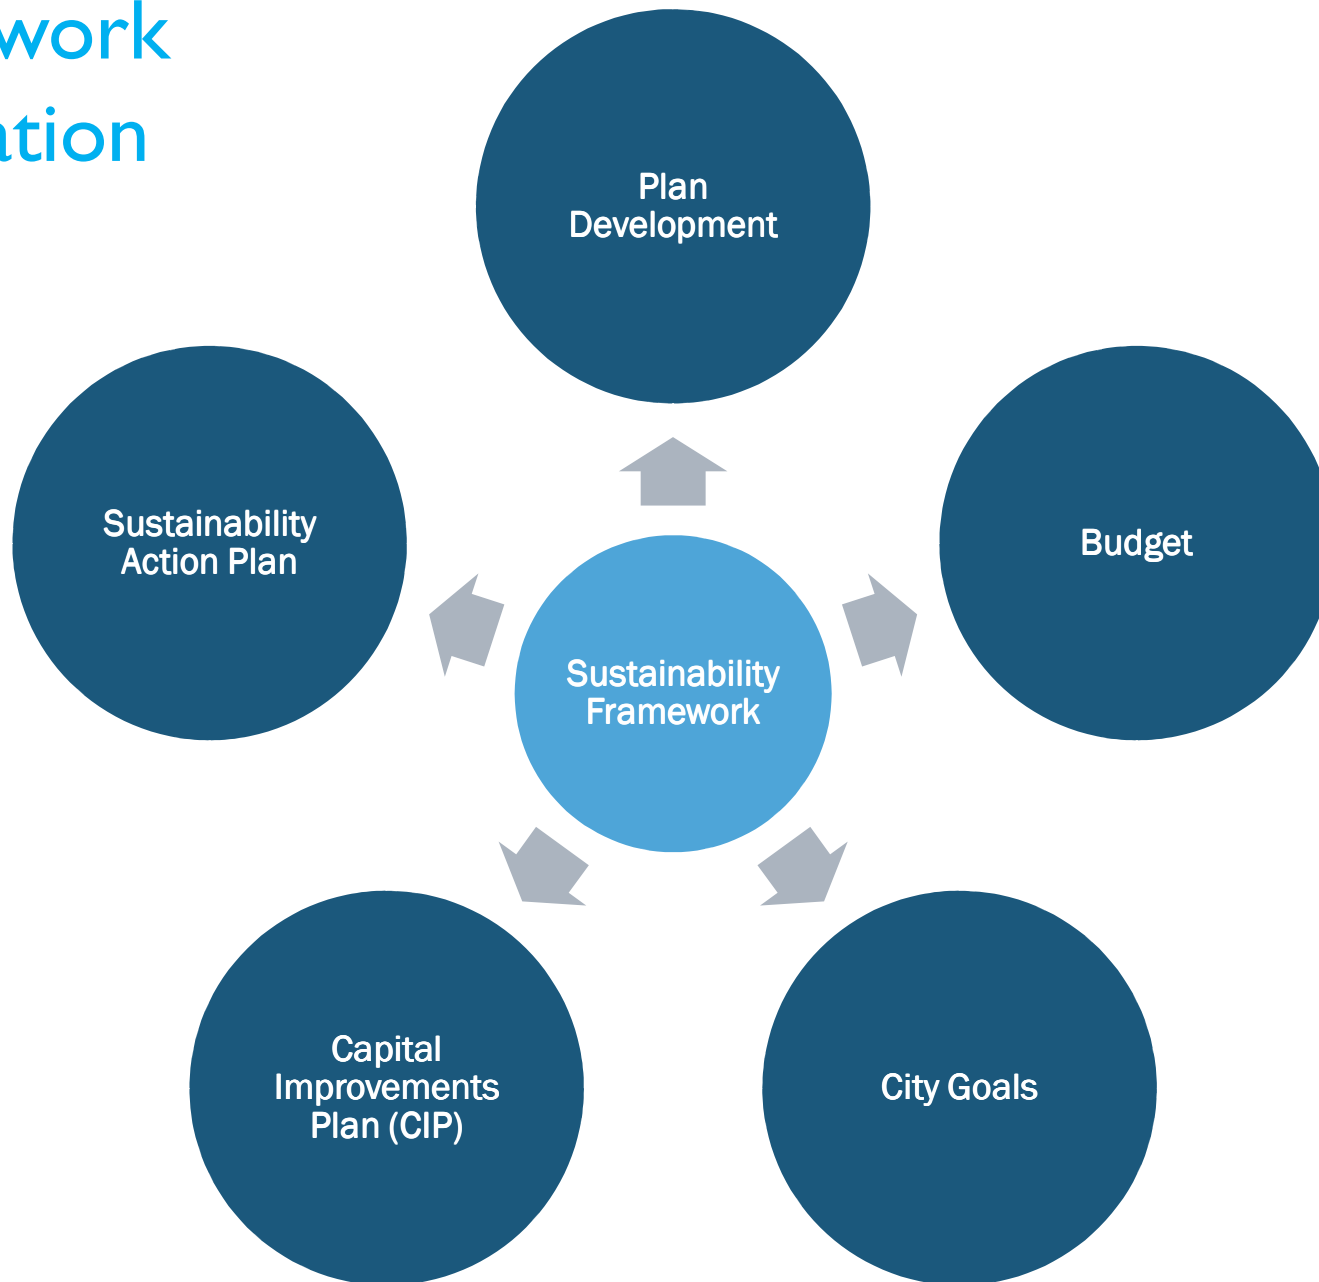 work
ation
Plan
Development
Sustainability
Action Plan
Budget
Sustainability
Framework
Capital
Improvements
Plan (CIP)
City Goals